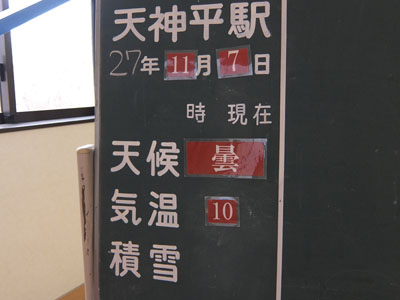 天神平駅
27年11月7日
時 現在
天候 曇
気温 10
積雪